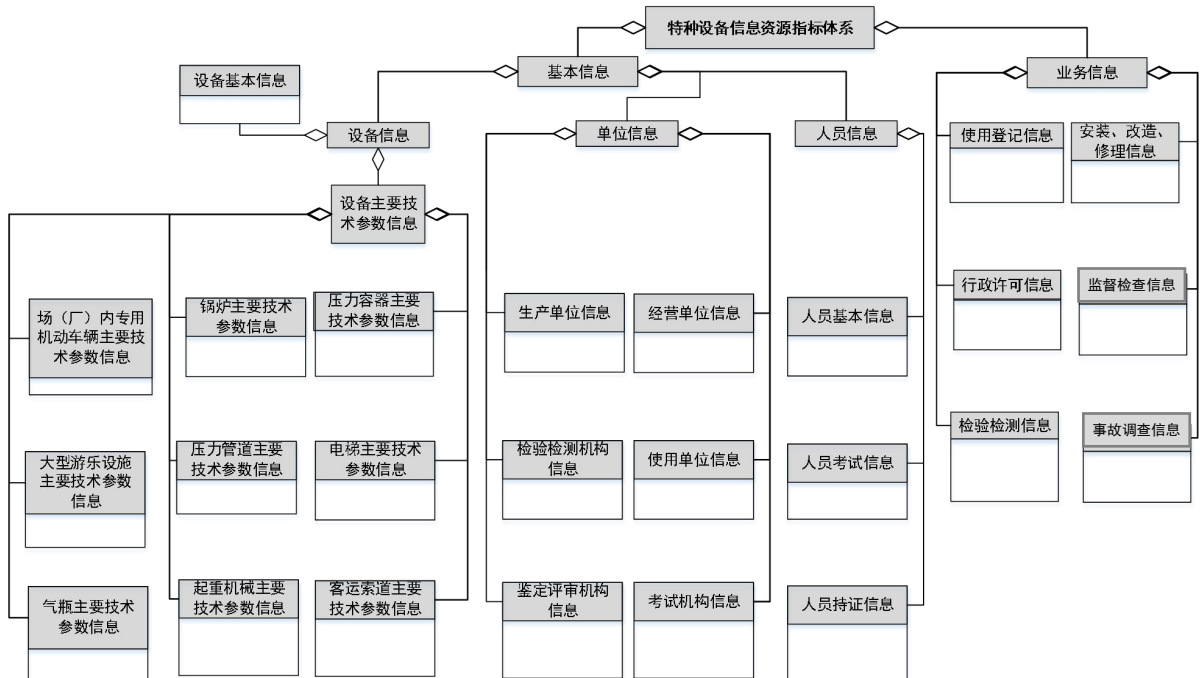 特种设备信息资源指标体系
基本信息
业务信息
设备基本信息
设备信息
单位信息
人员信息
使用登记信息
安装、改造、
修理信息
设备主要技
术参数信息
行政许可信息
监督检查信息
场（厂）内专用
机动车辆主要技
术参数信息
锅炉主要技术
参数信息
压力容器主要
技术参数信息
生产单位信息
经营单位信息
人员基本信息
检验检测信息
事故调查信息
大型游乐设施
主要技术参数
信息
压力管道主要
技术参数信息
电梯主要技术
参数信息
检验检测机构
信息
使用单位信息
人员考试信息
气瓶主要技术
参数信息
起重机械主要
技术参数信息
客运索道主要
技术参数信息
鉴定评审机构
信息
考试机构信息
人员持证信息